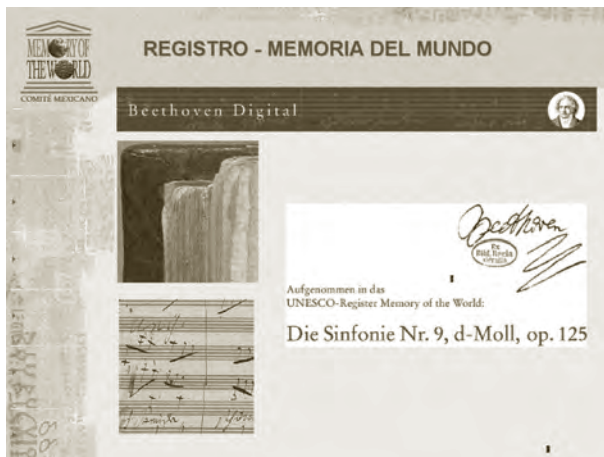 MEMORY OF
THE WORLD
COMITÉ MEXICANO
REGISTRO - MEMORIA DEL MUNDO
Beethoven Digital
Beethoven
Ex
Bibl. Regia
Aufgenommen in das
UNESCO-Register Memory of the World:
Die Sinfonie Nr. 9, d-Moll, op. 125